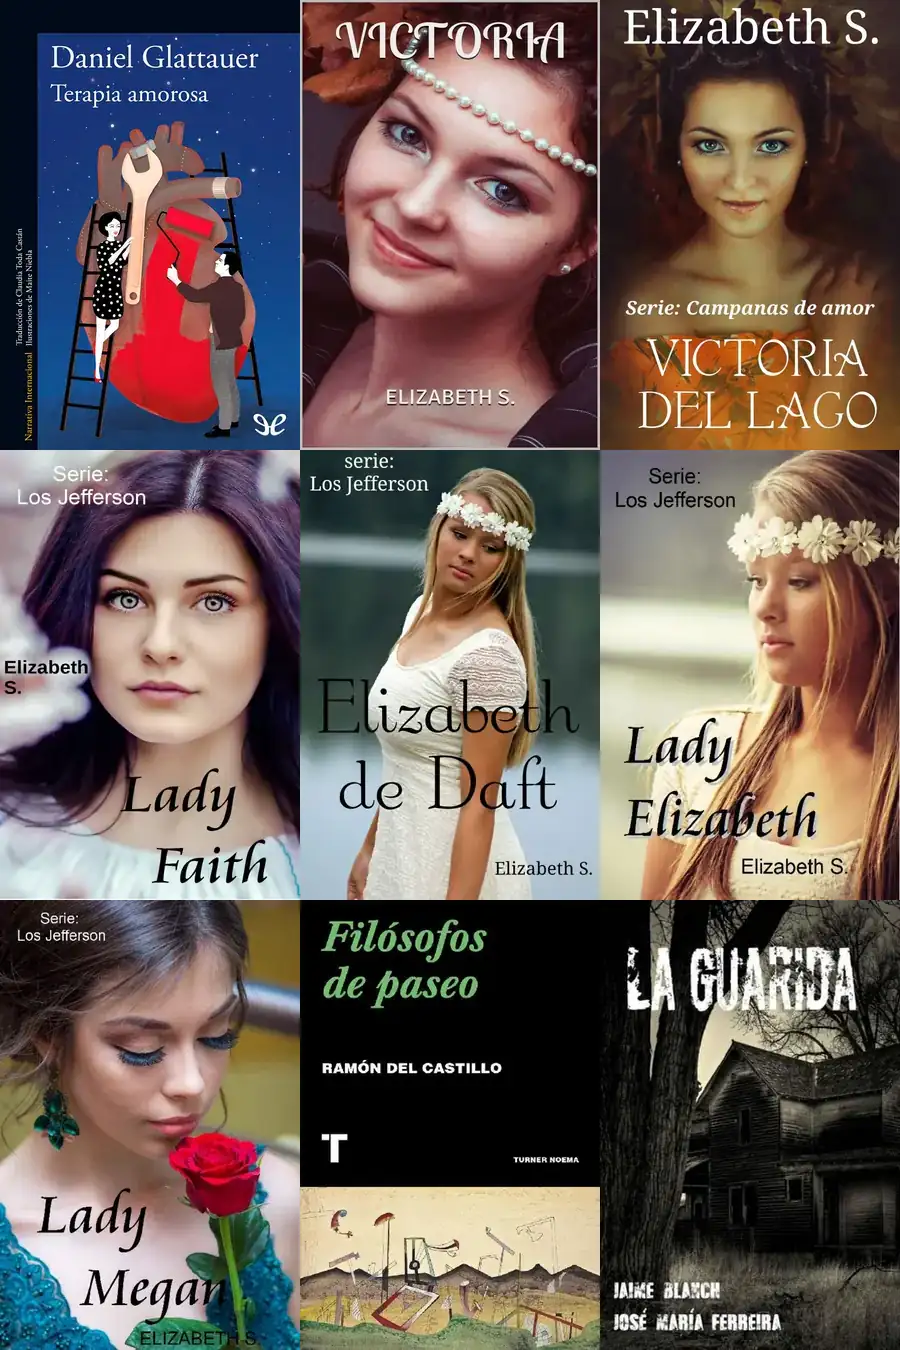 Daniel Glattauer
Terapia amorosa
Traducción de Claudia Toda Castán
Ilustraciones de Maite Niebla
Narrativa Internacional
VICTORIA
ELIZABETH S.
Elizabeth S.
Serie: Campanas de amor
VICTORIA
DEL LAGO
Serie:
Los Jefferson
Elizabeth
S.
Lady
Faith
serie:
Los Jefferson
Elizabeth
de Daft
Elizabeth S.
Serie:
Los Jefferson
Lady
Elizabeth
Elizabeth S.
Serie:
Los Jefferson
Lady
Megan
ELIZABETH S.
Filósofos
de paseo
RAMÓN DEL CASTILLO
T
TURNER NOEMA
LA GUARIDA
JAIME BLANCH
JOSÉ MARÍA FERREIRA